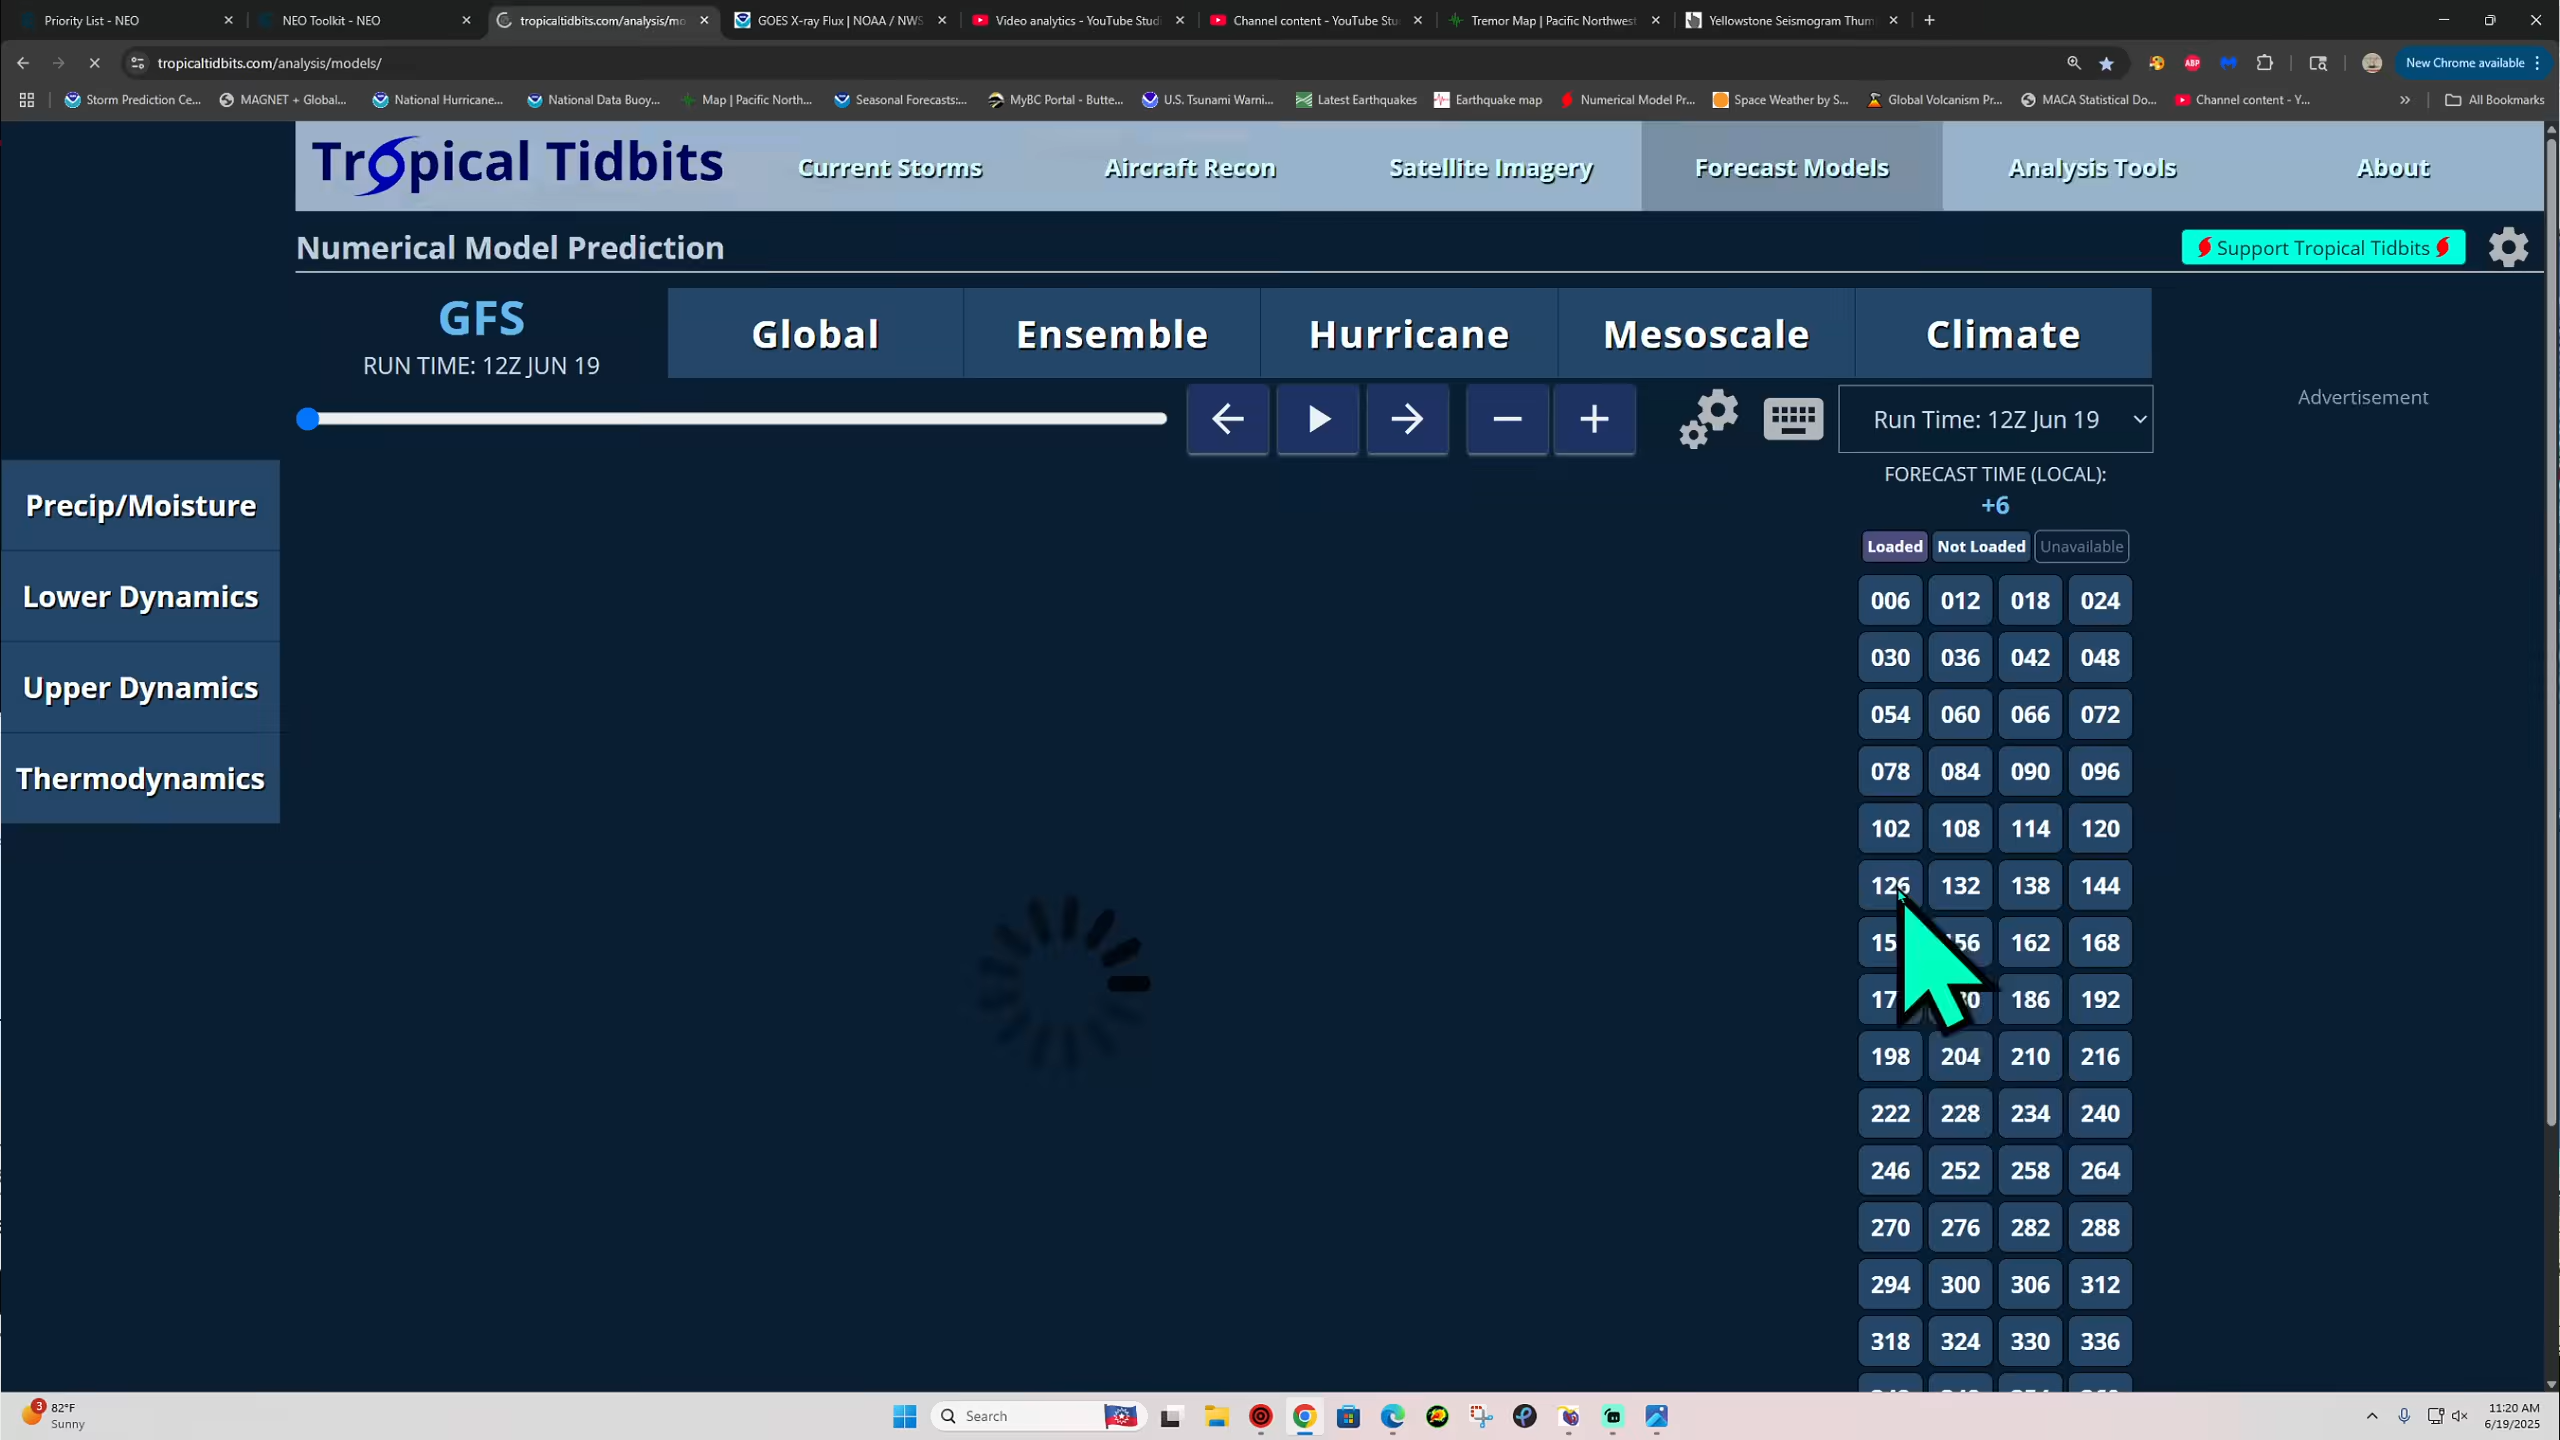 Priority List - NEO
NEO Toolkit - NEO
tropicaltidbits.com/analysis/mo
GOES X-ray Flux | NOAA / NWS
Video analytics - YouTube Studi
Channel content - YouTube Stu
Tremor Map | Pacific Northwest
Yellowstone Seismogram Thum
tropicaltidbits.com/analysis/models/
ABP
New Chrome available
Storm Prediction Ce...
MAGNET + Global...
National Hurricane...
National Data Buoy...
Map | Pacific North...
Seasonal Forecasts:...
MyBC Portal - Butte...
U.S. Tsunami Warni...
Latest Earthquakes
Earthquake map
Numerical Model Pr...
Space Weather by S...
Global Volcanism Pr...
MACA Statistical Do...
Channel content - Y...
All Bookmarks
Tropical Tidbits
Current Storms
Aircraft Recon
Satellite Imagery
Forecast Models
Analysis Tools
About
Numerical Model Prediction
Support Tropical Tidbits
GFS
RUN TIME: 12Z JUN 19
Global
Ensemble
Hurricane
Mesoscale
Climate
Run Time: 12Z Jun 19
Advertisement
FORECAST TIME (LOCAL):
+6
Loaded Not Loaded Unavailable
Precip/Moisture
Lower Dynamics
Upper Dynamics
Thermodynamics
006 012 018 024
030 036 042 048
054 060 066 072
078 084 090 096
102 108 114 120
126 132 138 144
162 168
186 192
198 204 210 216
222 228 234 240
246 252 258 264
270 276 282 288
294 300 306 312
318 324 330 336
3
82°F
Sunny
Search
11:20 AM
6/19/2025